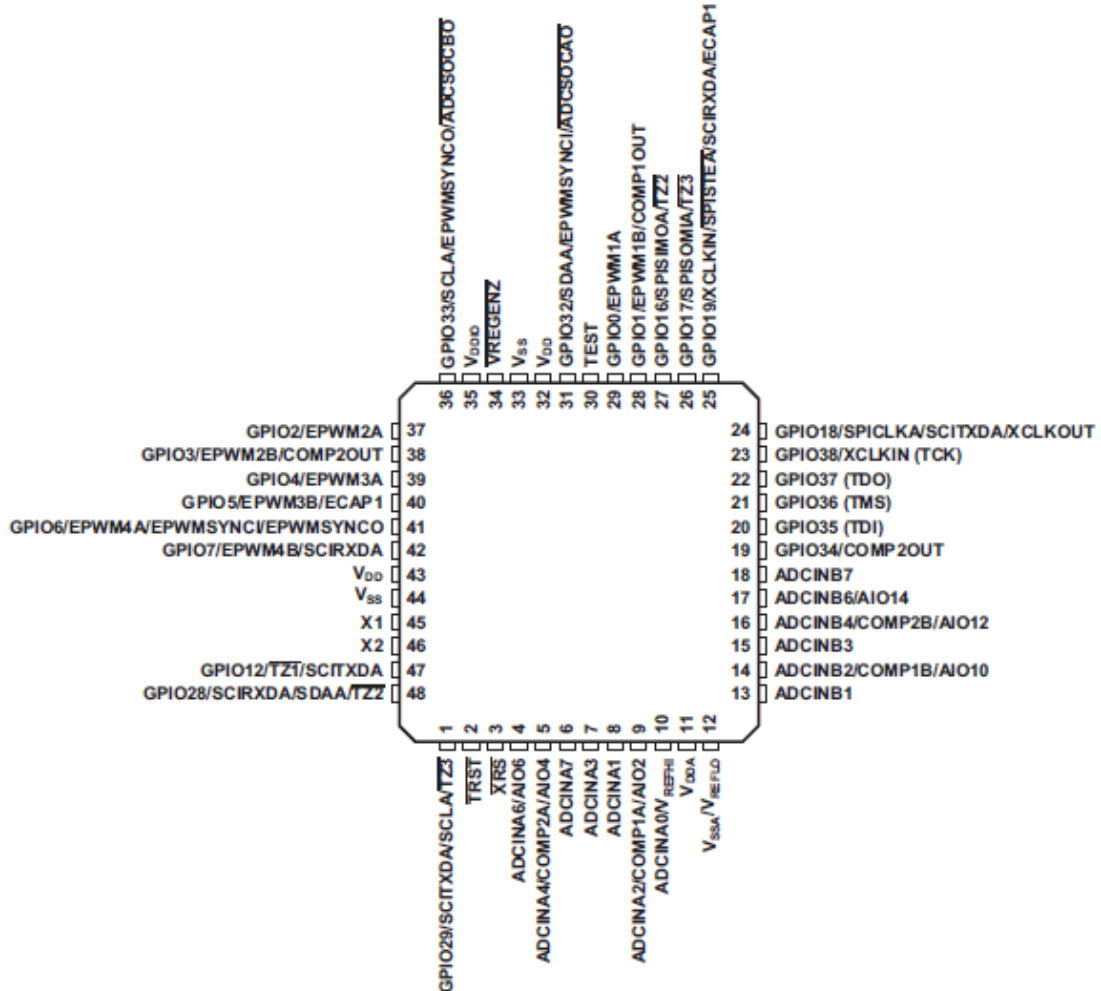 GPIO33/SCLA/EPWMSYNCO/ADCSOCBO
VDDIO
VREGENZ
VSS
VDD
GPIO32/SDAA/EPWMSYNCI/ADCSOCAO
TEST
GPIO0/EPWM1A
GPIO1/EPWM1B/COMP1OUT
GPIO16/SPISIMOA/TZ2
GPIO17/SPISOMIA/TZ3
GPIO19/XCLKIN/SPISTEA/SCIRXDA/ECAP1
36
35
34
33
32
31
30
29
28
27
26
25
GPIO2/EPWM2A 37
GPIO3/EPWM2B/COMP2OUT 38
GPIO4/EPWM3A 39
GPIO5/EPWM3B/ECAP1 40
GPIO6/EPWM4A/EPWMSYNCI/EPWMSYNCO 41
GPIO7/EPWM4B/SCIRXDA 42
VDD 43
VSS 44
X1 45
X2 46
GPIO12/TZ1/SCITXDA 47
GPIO28/SCIRXDA/SDAA/TZ2 48
24 GPIO18/SPICLKA/SCITXDA/XCLKOUT
23 GPIO38/XCLKIN (TCK)
22 GPIO37 (TDO)
21 GPIO36 (TMS)
20 GPIO35 (TDI)
19 GPIO34/COMP2OUT
18 ADCINB7
17 ADCINB6/AIO14
16 ADCINB4/COMP2B/AIO12
15 ADCINB3
14 ADCINB2/COMP1B/AIO10
13 ADCINB1
1
2
3
4
5
6
7
8
9
10
11
12
GPIO29/SCITXDA/SCLA/TZ3
TRST
XRS
ADCINA6/AIO6
ADCINA4/COMP2A/AIO4
ADCINA7
ADCINA3
ADCINA1
ADCINA2/COMP1A/AIO2
ADCINA0/VREFHI
VDDA
VSSA/VREFLO